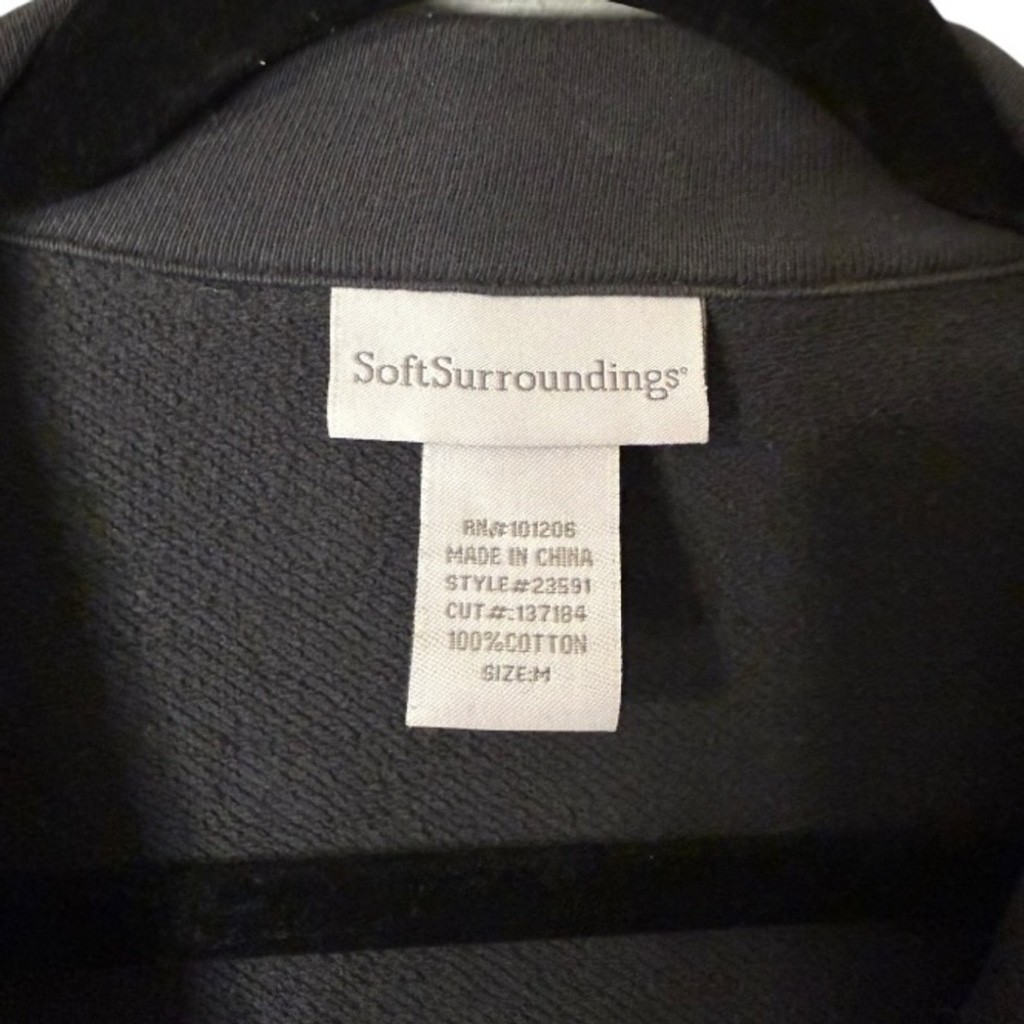 SoftSurroundings®
RN#101206
MADE IN CHINA
STYLE#23591
CUT#:137184
100%COTTON
SIZE:M